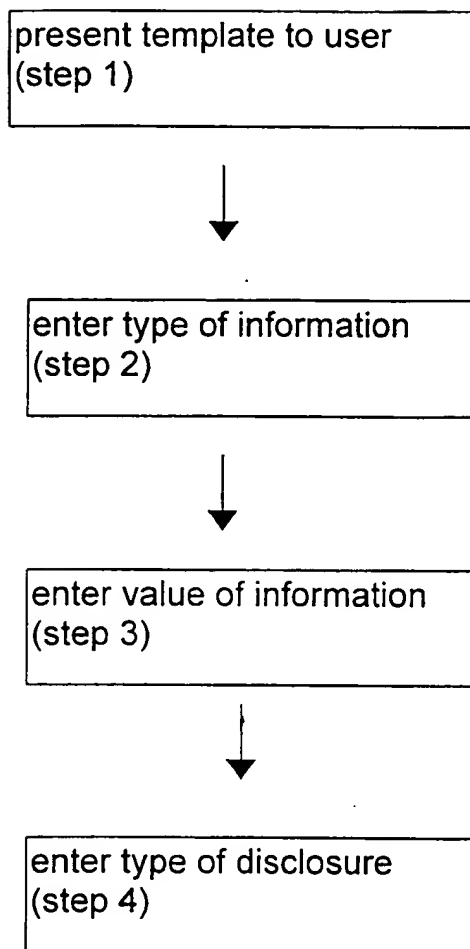 present template to user
(step 1)
enter type of information
(step 2)
enter value of information
(step 3)
enter type of disclosure
(step 4)